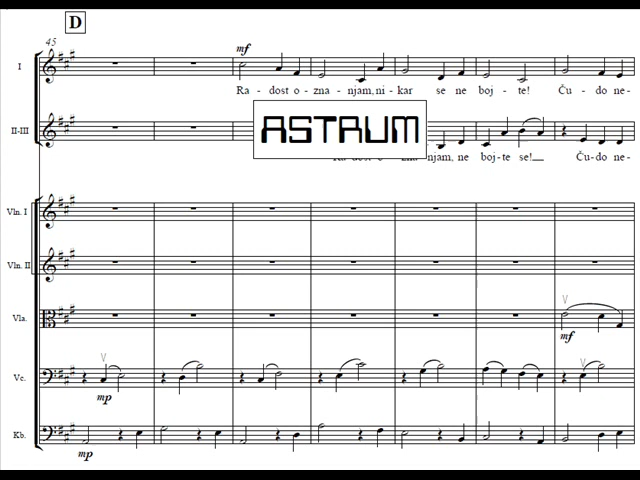 D
45
I
mf
Ra - dost o - zna - njam, ni - kar se ne boj - te! Ču - do ne-
II-III
ASTRUM
njam, ne boj - te se! Ču-do ne-
Vln. I
Vln. II
Vla.
mf
Vc.
mp
Kb.
mp